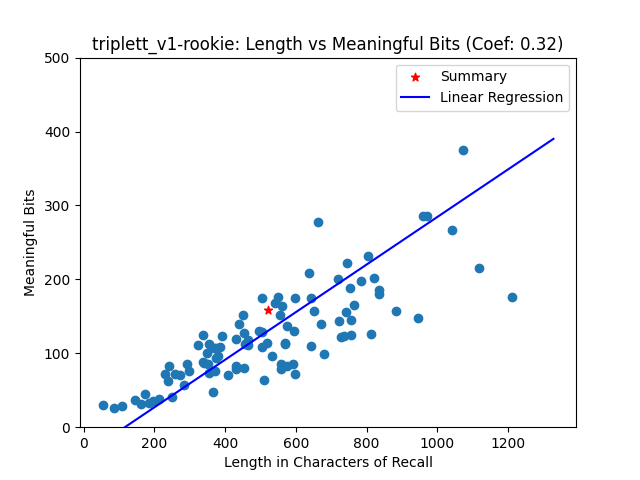 triplett_v1-rookie: Length vs Meaningful Bits (Coef: 0.32)
Summary
Linear Regression
Meaningful Bits
500
400
300
200
100
0
0 200 400 600 800 1000 1200
Length in Characters of Recall